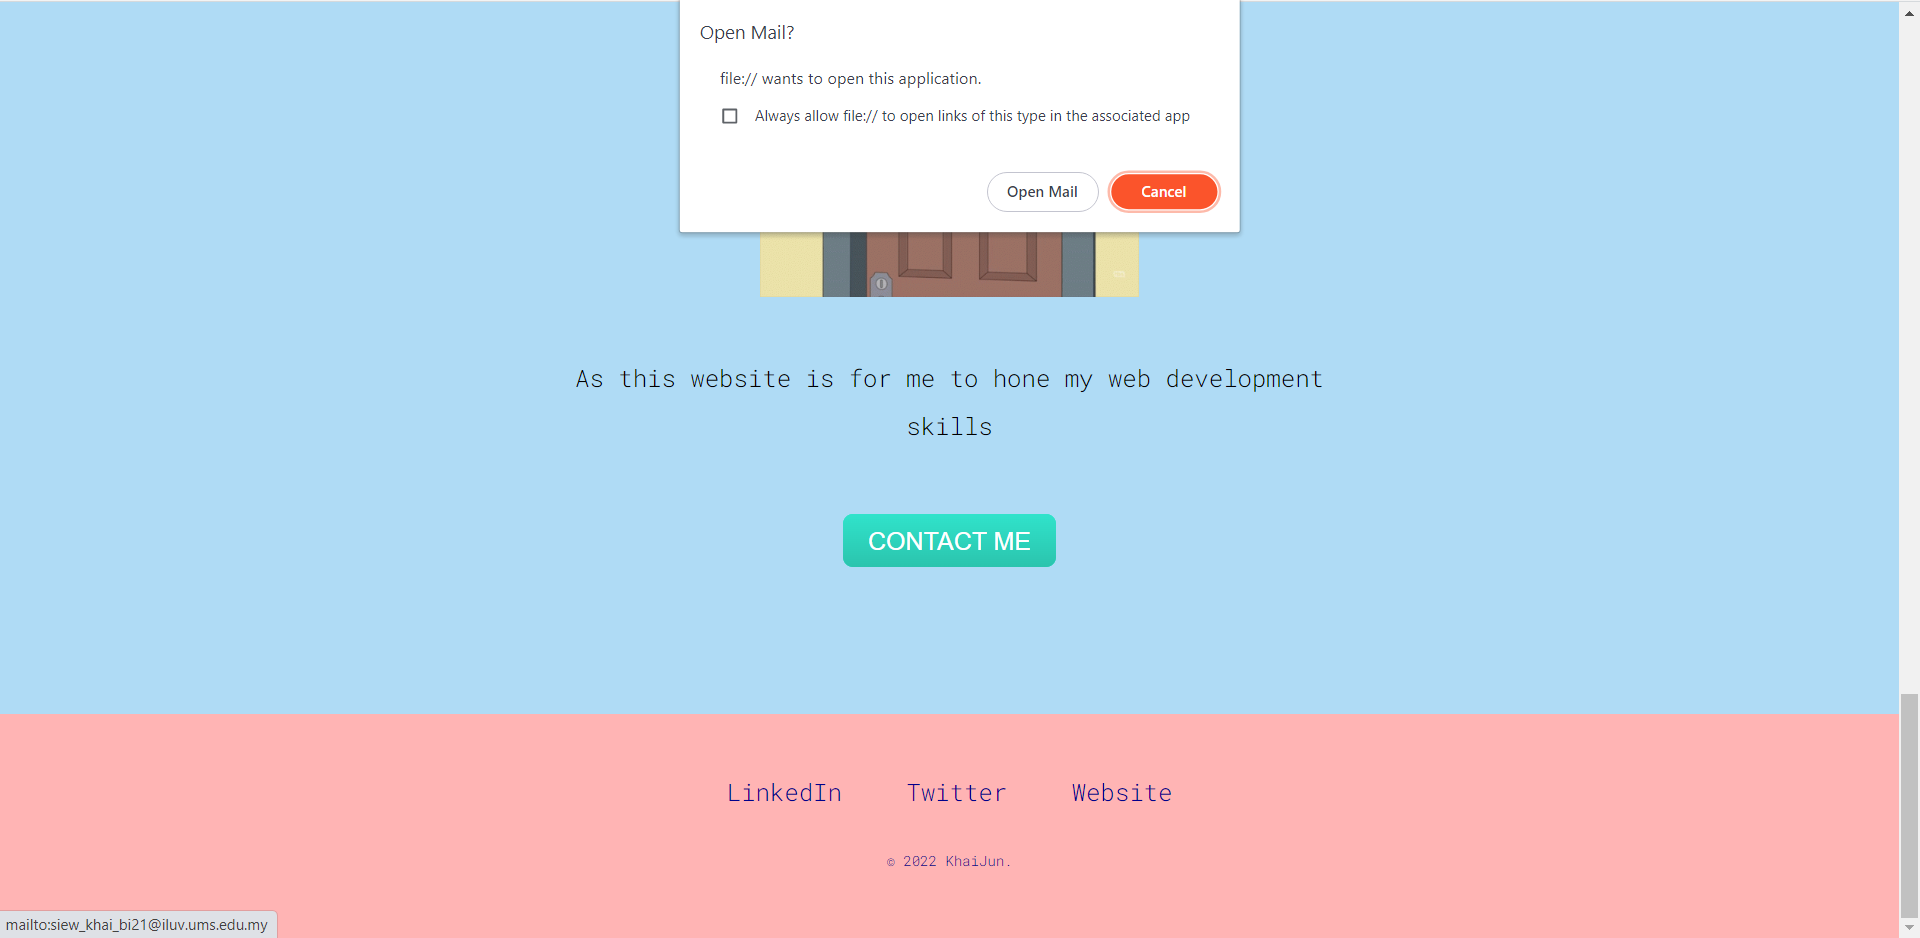 Open Mail?
file:// wants to open this application.
Always allow file:// to open links of this type in the associated app
Open Mail
Cancel
As this website is for me to hone my web development
skills
CONTACT ME
LinkedIn Twitter Website
© 2022 KhaiJun.
mailto:siew_khai_bi21@iluv.ums.edu.my